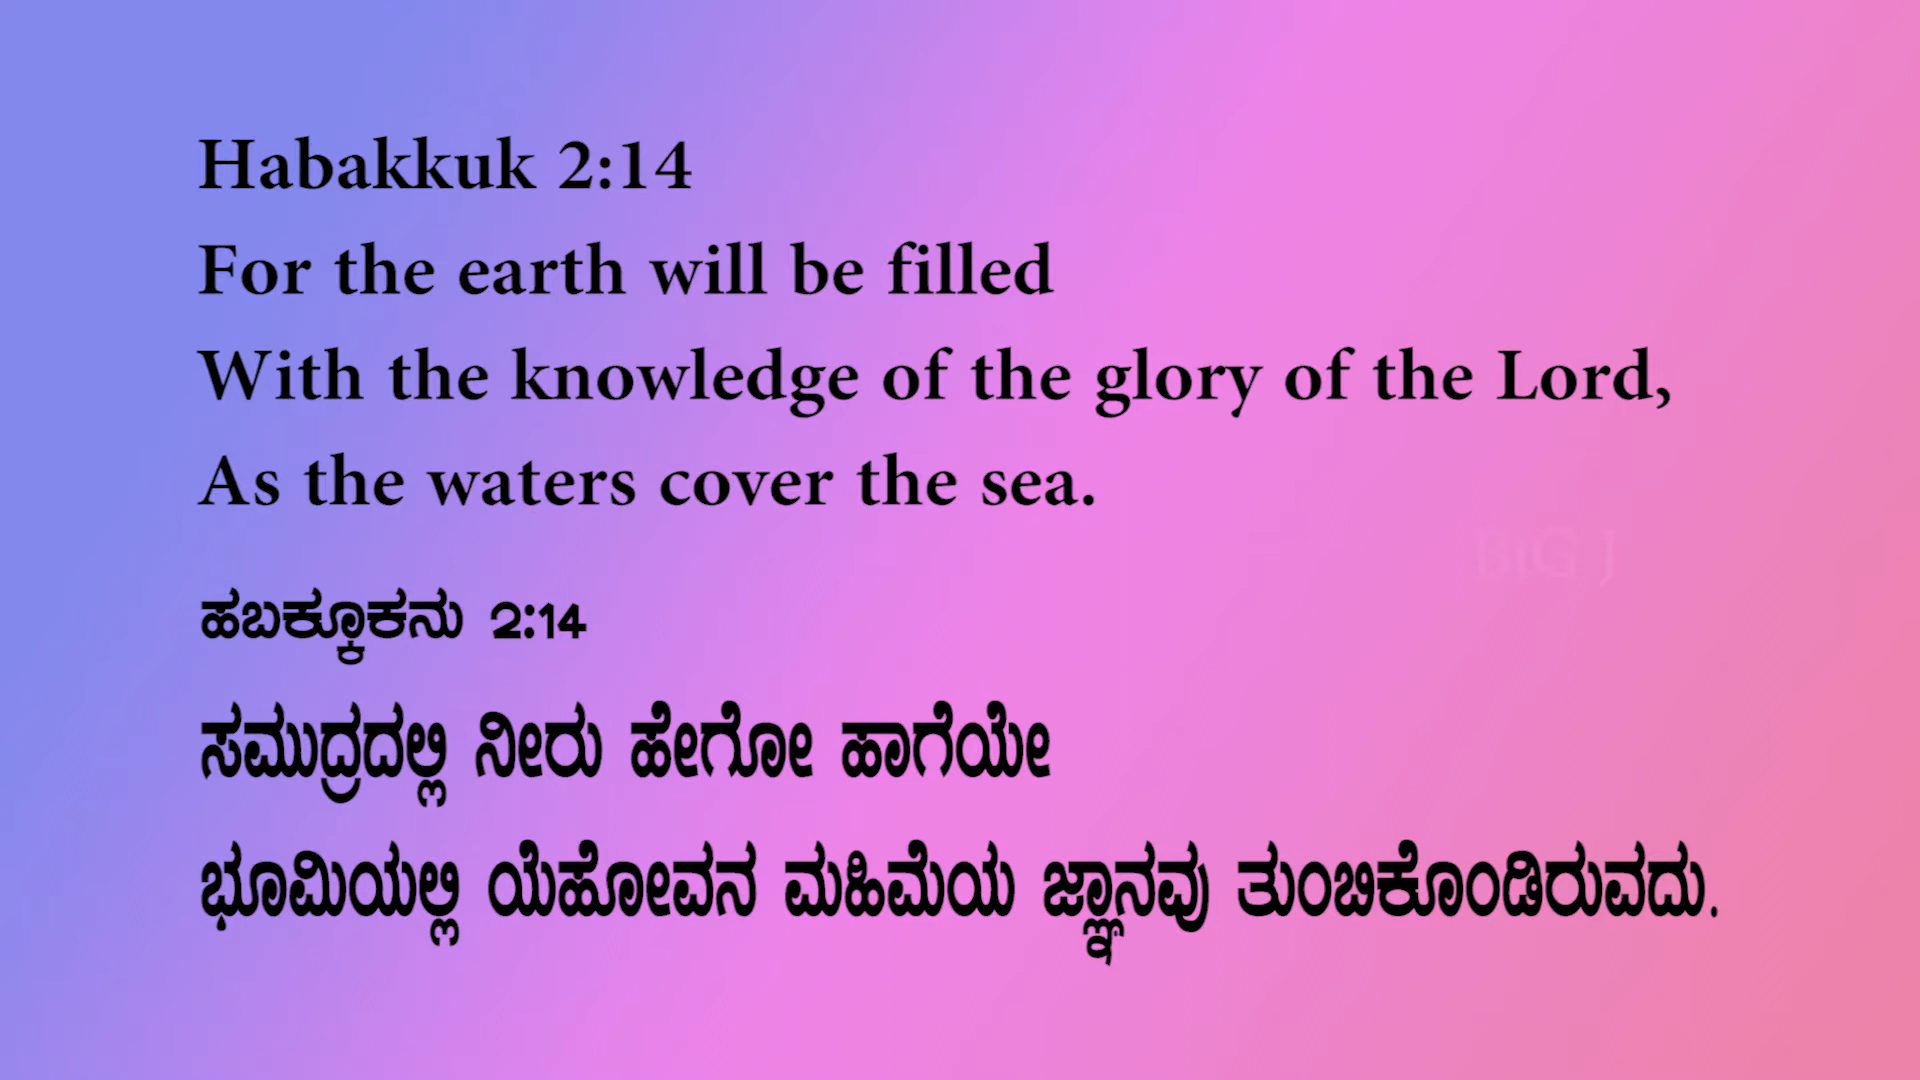 Habakkuk 2:14
For the earth will be filled
With the knowledge of the glory of the Lord,
As the waters cover the sea.
BIG J
ಹಬಕ್ಕೂಕನು 2:14
ಸಮುದ್ರದಲ್ಲಿ ನೀರು ಹೇಗೋ ಹಾಗೆಯೇ
ಭೂಮಿಯಲ್ಲಿ ಯೆಹೋವನ ಮಹಿಮೆಯ ಜ್ಞಾನವು ತುಂಬಿಕೊಂಡಿರುವದು.